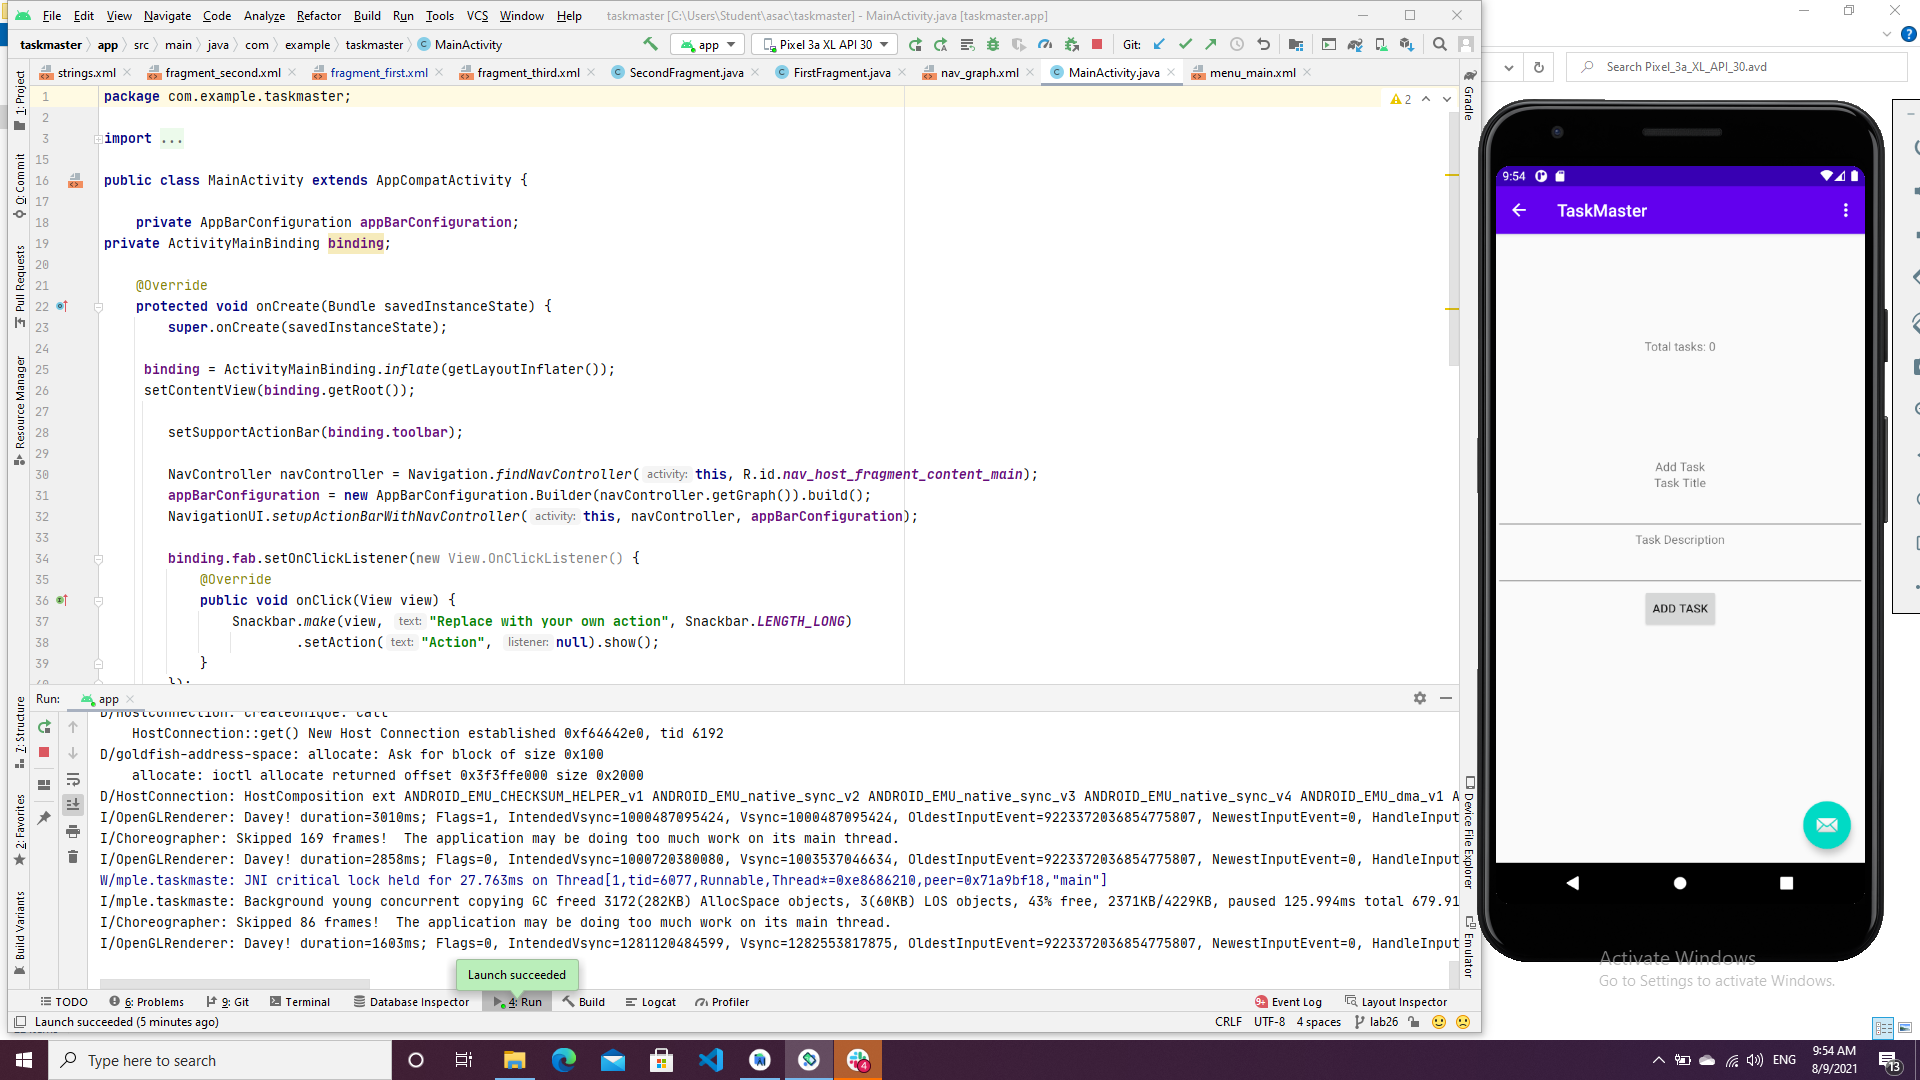 File Edit View Navigate Code Analyze Refactor Build Run Tools VCS Window Help taskmaster [C:\Users\Student\asac\taskmaster] - MainActivity.java [taskmaster.app]
taskmaster app src main java com example taskmaster MainActivity app Pixel 3a XL API 30 Git:
strings.xml fragment_second.xml fragment_first.xml fragment_third.xml SecondFragment.java FirstFragment.java nav_graph.xml MainActivity.java menu_main.xml
Search Pixel_3a_XL_API_30.avd
1: Project
0: Commit
Pull Requests
Resource Manager
7: Structure
2: Favorites
Build Variants
1 package com.example.taskmaster;
2
3 import ...
15
16 public class MainActivity extends AppCompatActivity {
17
18 private AppBarConfiguration appBarConfiguration;
19 private ActivityMainBinding binding;
20
21 @Override
22 protected void onCreate(Bundle savedInstanceState) {
23 super.onCreate(savedInstanceState);
24
25 binding = ActivityMainBinding.inflate(getLayoutInflater());
26 setContentView(binding.getRoot());
27
28 setSupportActionBar(binding.toolbar);
29
30 NavController navController = Navigation.findNavController( activity: this, R.id.nav_host_fragment_content_main);
31 appBarConfiguration = new AppBarConfiguration.Builder(navController.getGraph()).build();
32 NavigationUI.setupActionBarWithNavController( activity: this, navController, appBarConfiguration);
33
34 binding.fab.setOnClickListener(new View.OnClickListener() {
35 @Override
36 public void onClick(View view) {
37 Snackbar.make(view, text: "Replace with your own action", Snackbar.LENGTH_LONG)
38 .setAction( text: "Action", listener: null).show();
39 }
});
2
Gradle
Device File Explorer
Emulator
Run: app
D/HostConnection: createUnique: call
HostConnection::get() New Host Connection established 0xf64642e0, tid 6192
D/goldfish-address-space: allocate: Ask for block of size 0x100
allocate: ioctl allocate returned offset 0x3f3ffe000 size 0x2000
D/HostConnection: HostComposition ext ANDROID_EMU_CHECKSUM_HELPER_v1 ANDROID_EMU_native_sync_v2 ANDROID_EMU_native_sync_v3 ANDROID_EMU_native_sync_v4 ANDROID_EMU_dma_v1 A
I/OpenGLRenderer: Davey! duration=3010ms; Flags=1, IntendedVsync=1000487095424, Vsync=1000487095424, OldestInputEvent=9223372036854775807, NewestInputEvent=0, HandleInput
I/Choreographer: Skipped 169 frames!  The application may be doing too much work on its main thread.
I/OpenGLRenderer: Davey! duration=2858ms; Flags=0, IntendedVsync=1000720380080, Vsync=1003537046634, OldestInputEvent=9223372036854775807, NewestInputEvent=0, HandleInput
W/mple.taskmaste: JNI critical lock held for 27.763ms on Thread[1,tid=6077,Runnable,Thread*=0xe8686210,peer=0x71a9bf18,"main"]
I/mple.taskmaste: Background young concurrent copying GC freed 3172(282KB) AllocSpace objects, 3(60KB) LOS objects, 43% free, 2371KB/4229KB, paused 125.994ms total 679.91
I/Choreographer: Skipped 86 frames!  The application may be doing too much work on its main thread.
I/OpenGLRenderer: Davey! duration=1603ms; Flags=0, IntendedVsync=1281120484599, Vsync=1282553817875, OldestInputEvent=9223372036854775807, NewestInputEvent=0, HandleInput
Launch succeeded
TODO 6: Problems 9: Git Terminal Database Inspector 4: Run Build Logcat Profiler 9+ Event Log Layout Inspector
Launch succeeded (5 minutes ago) CRLF UTF-8 4 spaces lab26
9:54
TaskMaster
Total tasks: 0
Add Task
Task Title
Task Description
ADD TASK
Activate Windows
Go to Settings to activate Windows.
Type here to search
4
ENG
9:54 AM
8/9/2021
13